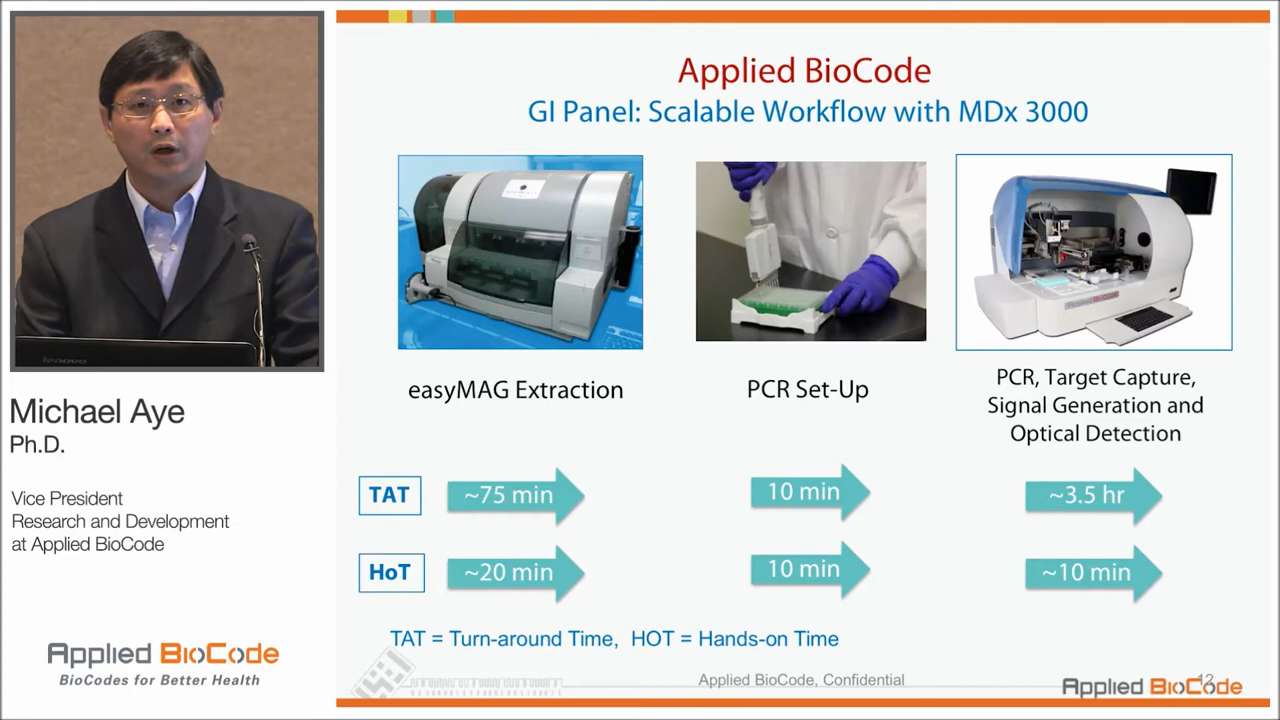 Applied BioCode
GI Panel: Scalable Workflow with MDx 3000
easyMAG Extraction
PCR Set-Up
PCR, Target Capture,
Signal Generation and
Optical Detection
TAT
~75 min
10 min
~3.5 hr
HoT
~20 min
10 min
~10 min
TAT = Turn-around Time, HOT = Hands-on Time
Applied BioCode, Confidential
12
Applied BioCode
Michael Aye
Ph.D.
Vice President
Research and Development
at Applied BioCode
Applied BioCode
BioCodes for Better Health
lenovo